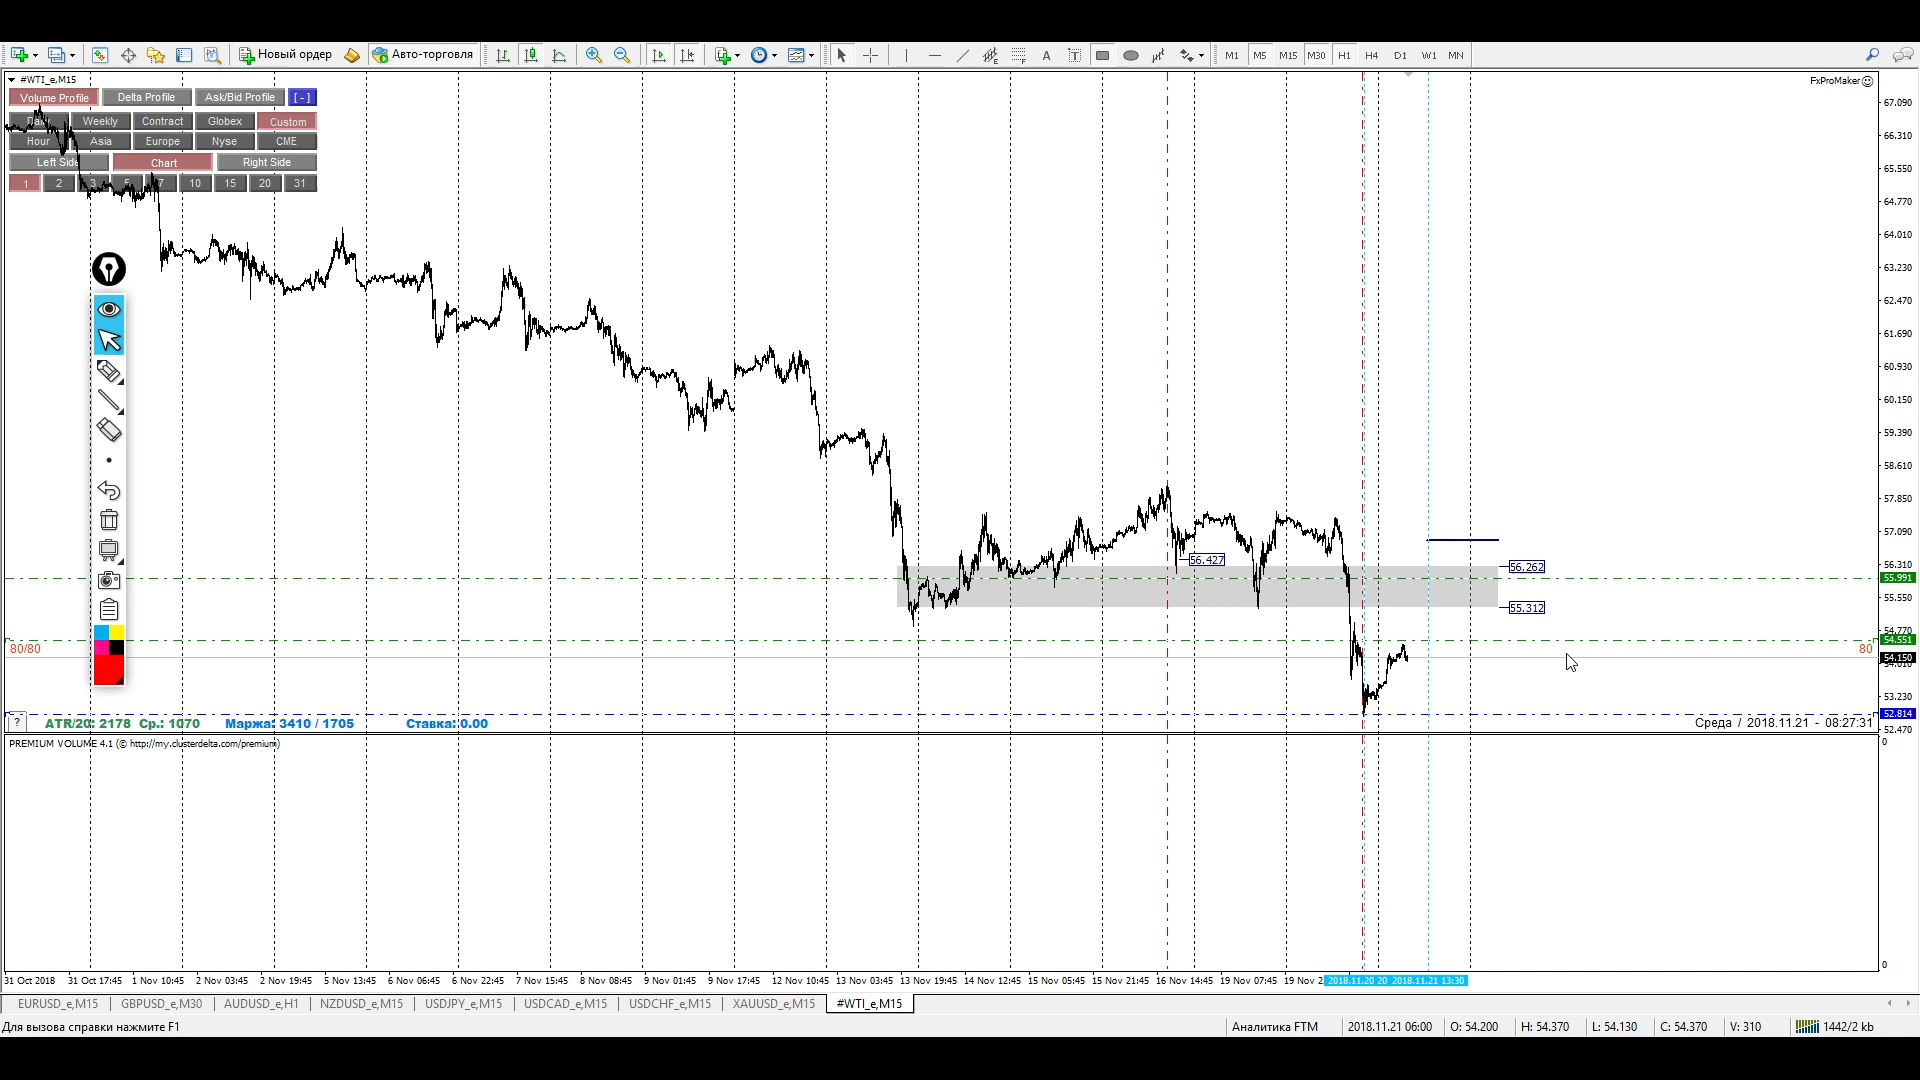 Новый ордер Авто-торговля A T M1 M5 M15 M30 H1 H4 D1 W1 MN
#WTI_e,M15
FxProMaker
Volume Profile Delta Profile Ask/Bid Profile [-]
Weekly Contract Globex Custom
Hour Asia Europe Nyse CME
Left Side Chart Right Side
1 2 3 5 7 10 15 20 31
67.090
66.310
65.550
64.770
64.010
63.230
62.470
61.690
60.930
60.150
59.390
58.610
57.850
57.090
56.427
56.262
56.310
55.991
55.550
55.312
54.770
54.551
80/80
80
54.150
54.010
53.230
52.814
52.470
? ATR/20: 2178 Ср.: 1070 Маржа: 3410 / 1705 Ставка: 0.00
Среда / 2018.11.21 - 08:27:31
PREMIUM VOLUME 4.1 (© http://my.clusterdelta.com/premium)
0
0
31 Oct 2018 31 Oct 17:45 1 Nov 10:45 2 Nov 03:45 2 Nov 19:45 5 Nov 13:45 6 Nov 06:45 6 Nov 22:45 7 Nov 15:45 8 Nov 08:45 9 Nov 01:45 9 Nov 17:45 12 Nov 10:45 13 Nov 03:45 13 Nov 19:45 14 Nov 12:45 15 Nov 05:45 15 Nov 21:45 16 Nov 14:45 19 Nov 07:45 19 Nov 2 2018.11.20 20 2018.11.21 13:30
EURUSD_e,M15 GBPUSD_e,M30 AUDUSD_e,H1 NZDUSD_e,M15 USDJPY_e,M15 USDCAD_e,M15 USDCHF_e,M15 XAUUSD_e,M15 #WTI_e,M15
Для вызова справки нажмите F1
Аналитика FTM 2018.11.21 06:00 O: 54.200 H: 54.370 L: 54.130 C: 54.370 V: 310 1442/2 kb